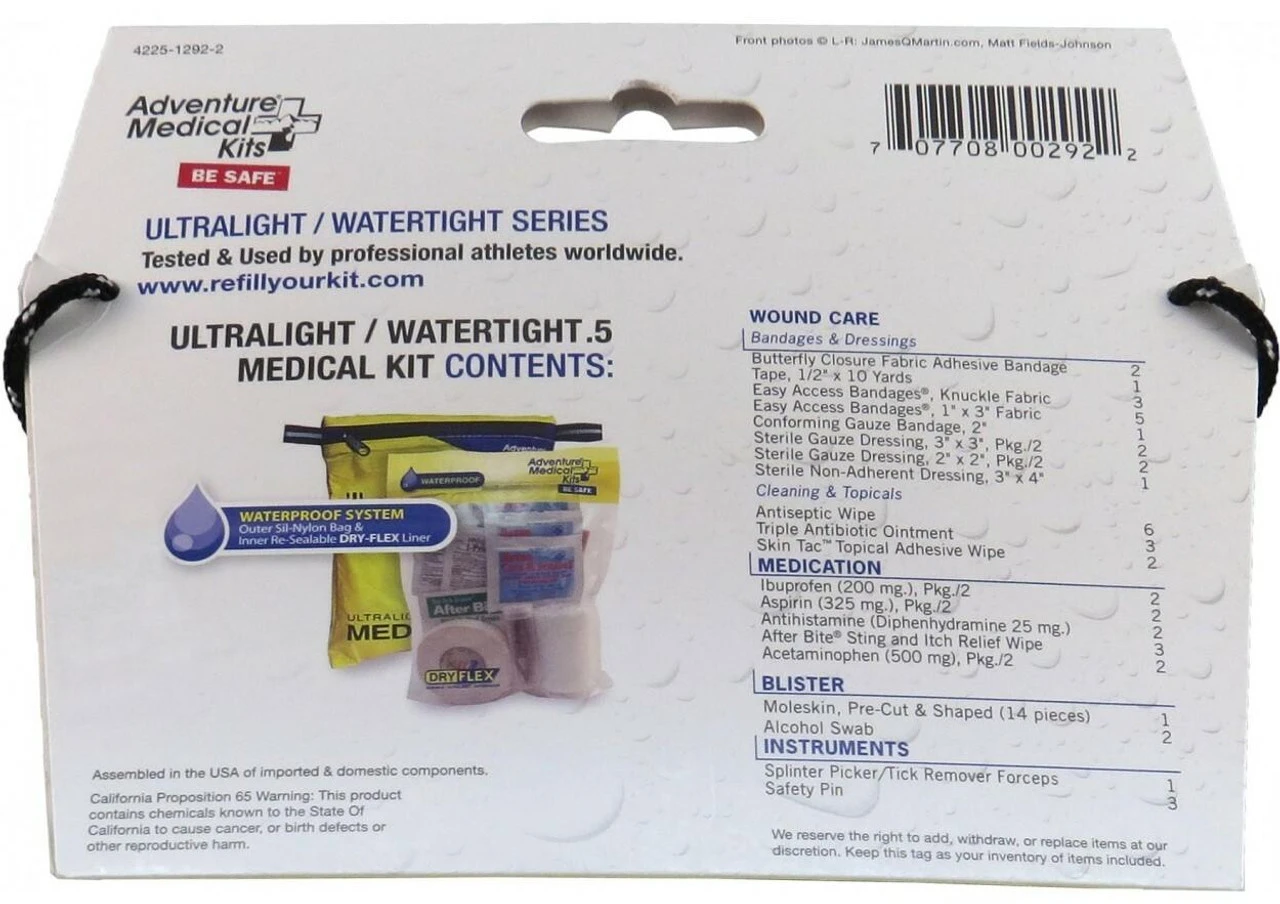 4225-1292-2
Front photos © L-R: JamesQMartin.com, Matt Fields-Johnson
Adventure®
Medical
Kits
BE SAFE
7 07708 00292 2
ULTRALIGHT / WATERTIGHT SERIES
Tested & Used by professional athletes worldwide.
www.refillyourkit.com
ULTRALIGHT / WATERTIGHT .5
MEDICAL KIT CONTENTS:
Adventure
WATERPROOF
Adventure
Medical
Kits
BE SAFE
WATERPROOF SYSTEM
Outer Sil-Nylon Bag &
Inner Re-Sealable DRY-FLEX Liner
After Bi
ULTRALIG
MED
DRYFLEX
WOUND CARE
Bandages & Dressings
Butterfly Closure Fabric Adhesive Bandage 2
Tape, 1/2" x 10 Yards 1
Easy Access Bandages®, Knuckle Fabric 3
Easy Access Bandages®, 1" x 3" Fabric 5
Conforming Gauze Bandage, 2" 1
Sterile Gauze Dressing, 3" x 3", Pkg./2 2
Sterile Gauze Dressing, 2" x 2", Pkg./2 2
Sterile Non-Adherent Dressing, 3" x 4" 1
Cleaning & Topicals
Antiseptic Wipe 6
Triple Antibiotic Ointment 3
Skin Tac™ Topical Adhesive Wipe 2
MEDICATION
Ibuprofen (200 mg.), Pkg./2 2
Aspirin (325 mg.), Pkg./2 2
Antihistamine (Diphenhydramine 25 mg.) 2
After Bite® Sting and Itch Relief Wipe 3
Acetaminophen (500 mg), Pkg./2 2
BLISTER
Moleskin, Pre-Cut & Shaped (14 pieces) 1
Alcohol Swab 2
INSTRUMENTS
Splinter Picker/Tick Remover Forceps 1
Safety Pin 3
Assembled in the USA of imported & domestic components.
California Proposition 65 Warning: This product
contains chemicals known to the State Of
California to cause cancer, or birth defects or
other reproductive harm.
We reserve the right to add, withdraw, or replace items at our
discretion. Keep this tag as your inventory of items included.